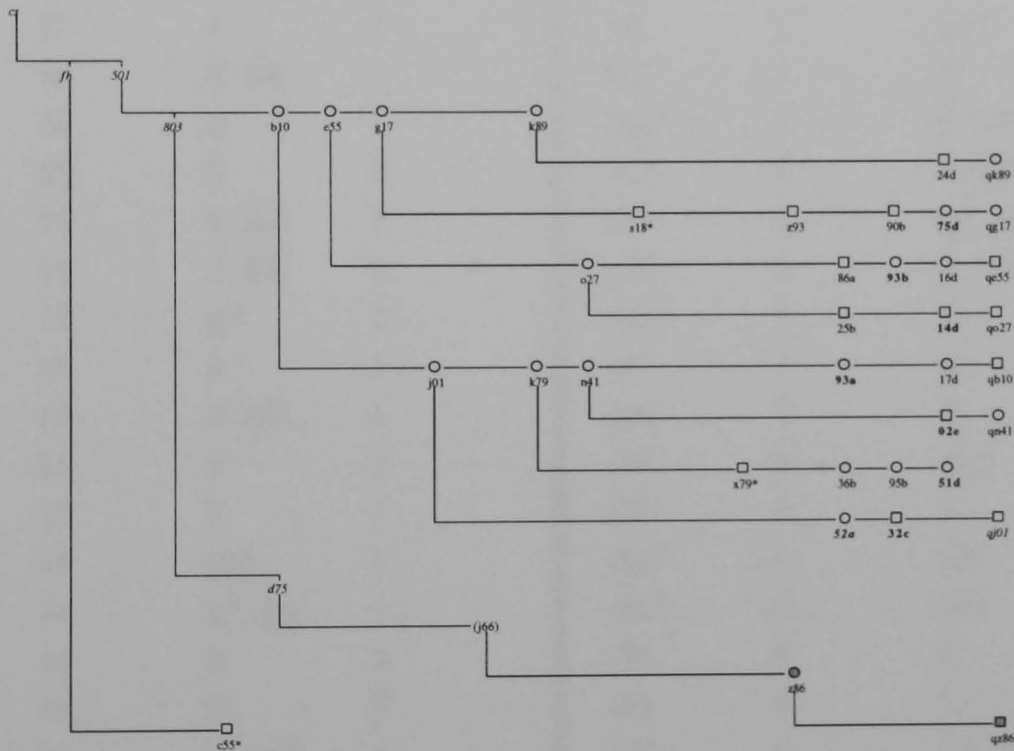 fh 501
803 b10 e55 g17 k89
24d qk89
s18* z93 90b 75d qg17
o27 86a 93b 16d qe55
25b 14d qo27
j01 k79 n41 93a 17d qb10
02e qn41
x79* 36b 95b 51d
52a 32c qj01
d75
(j66)
z86
qz86
c55*